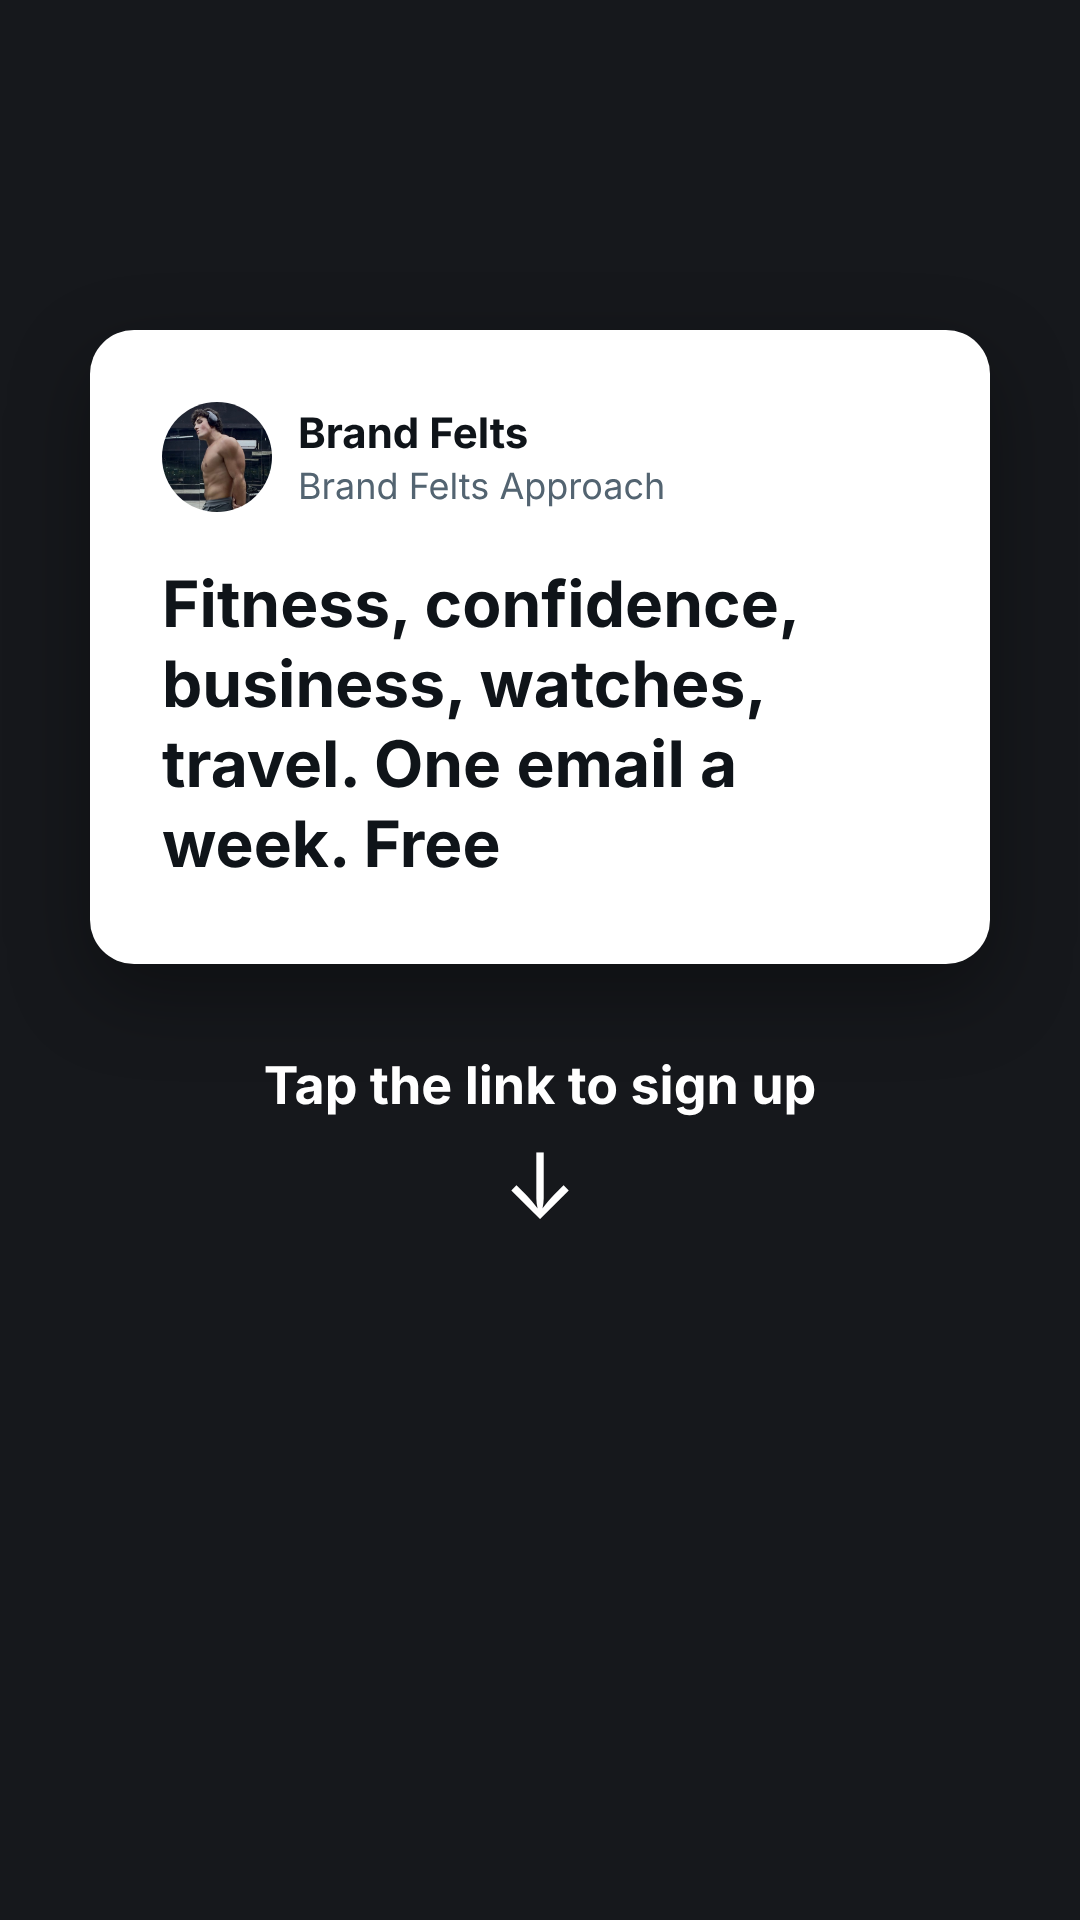 Brand Felts
Brand Felts Approach
Fitness, confidence,
business, watches,
travel. One email a
week. Free
Tap the link to sign up